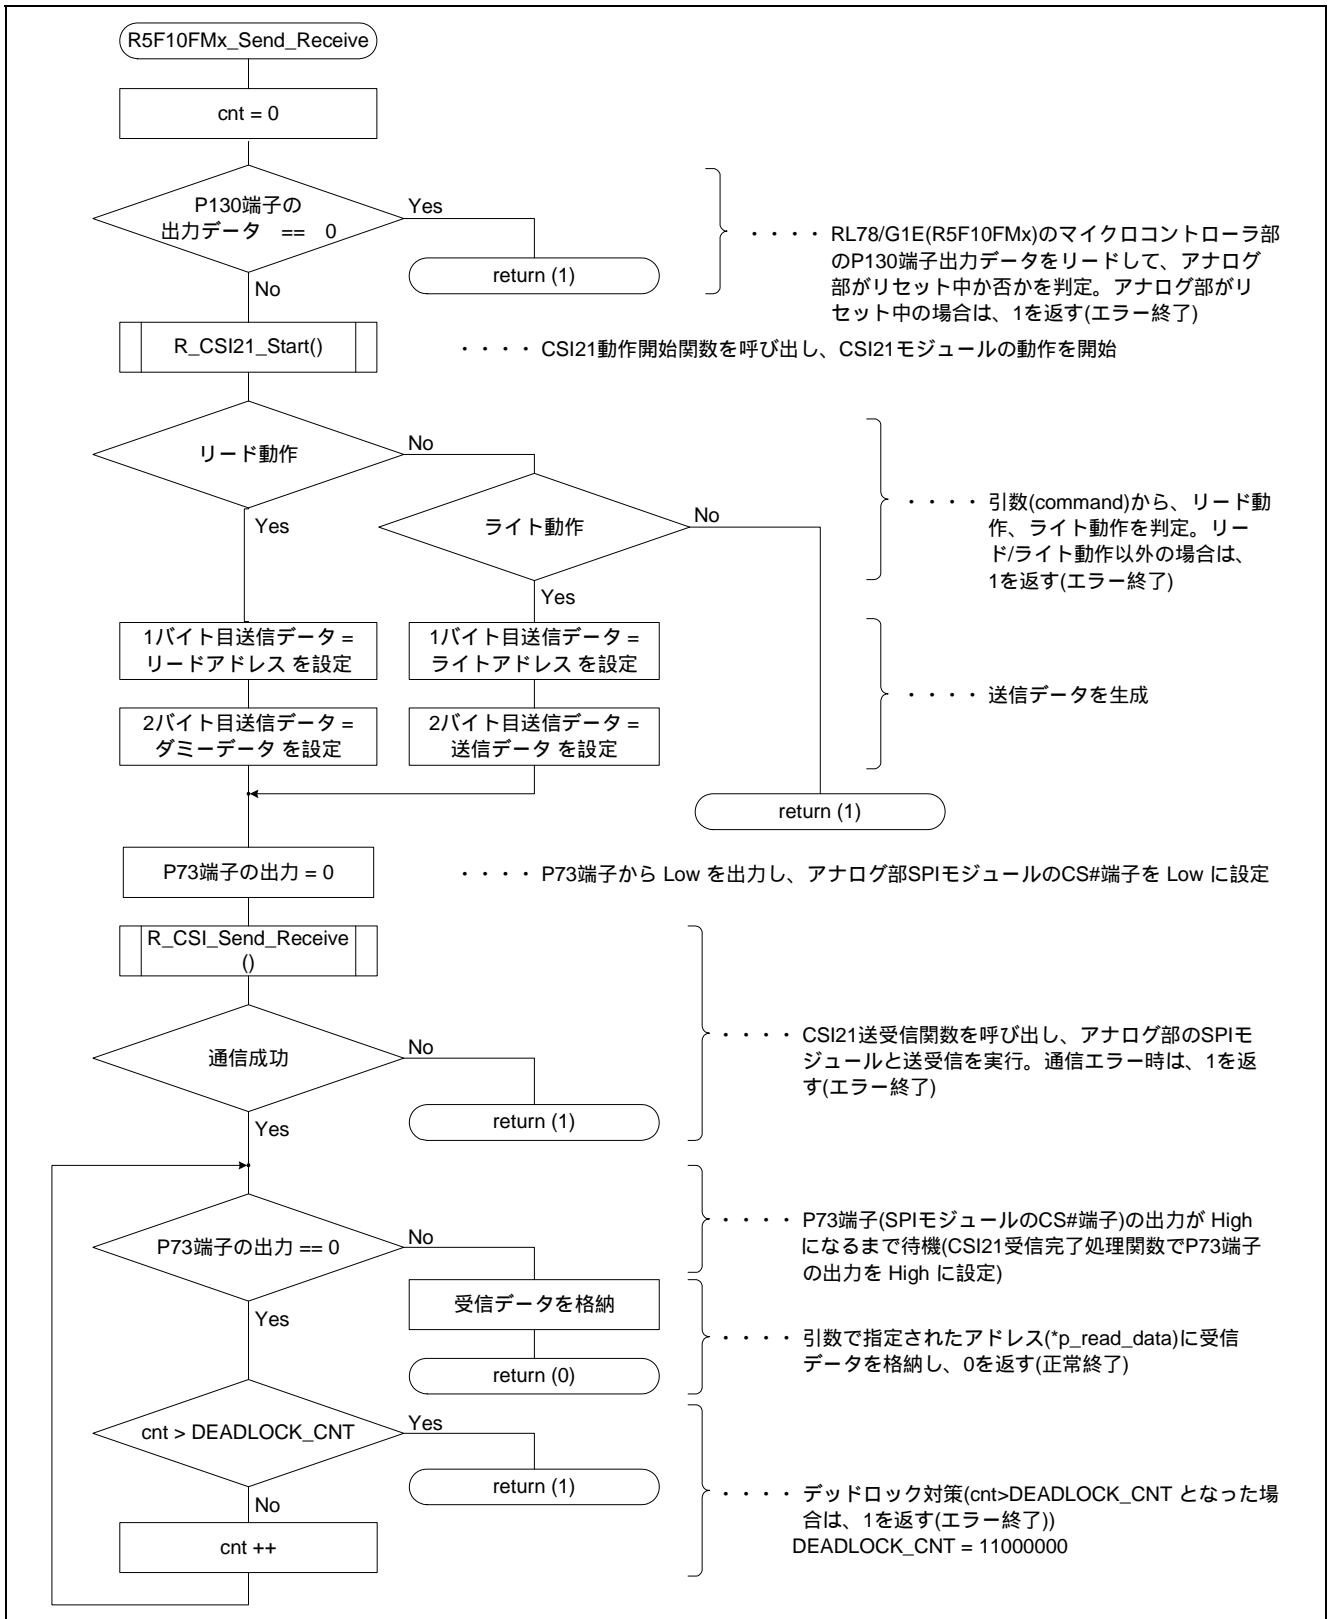 R5F10FMx_Send_Receive
cnt = 0
P130端子の
出力データ == 0
Yes
return (1)
No
・・・・ RL78/G1E(R5F10FMx)のマイクロコントローラ部
のP130端子出力データをリードして、アナログ
部がリセット中か否かを判定。アナログ部がリ
セット中の場合は、1を返す(エラー終了)
R_CSI21_Start()
・・・・ CSI21動作開始関数を呼び出し、CSI21モジュールの動作を開始
リード動作
No
Yes
ライト動作
No
Yes
・・・・ 引数(command)から、リード動
作、ライト動作を判定。リー
ド/ライト動作以外の場合は、
1を返す(エラー終了)
1バイト目送信データ =
リードアドレス を設定
1バイト目送信データ =
ライトアドレス を設定
2バイト目送信データ =
ダミーデータ を設定
2バイト目送信データ =
送信データ を設定
・・・・ 送信データを生成
return (1)
P73端子の出力 = 0
・・・・ P73端子から Low を出力し、アナログ部SPIモジュールのCS#端子を Low に設定
R_CSI_Send_Receive
()
通信成功
No
return (1)
Yes
・・・・ CSI21送受信関数を呼び出し、アナログ部のSPIモ
ジュールと送受信を実行。通信エラー時は、1を返
す(エラー終了)
P73端子の出力 == 0
No
Yes
・・・・ P73端子(SPIモジュールのCS#端子)の出力が High
になるまで待機(CSI21受信完了処理関数でP73端子
の出力を High に設定)
受信データを格納
return (0)
・・・・ 引数で指定されたアドレス(*p_read_data)に受信
データを格納し、0を返す(正常終了)
cnt > DEADLOCK_CNT
Yes
return (1)
No
cnt ++
・・・・ デッドロック対策(cnt>DEADLOCK_CNT となった場
合は、1を返す(エラー終了))
DEADLOCK_CNT = 11000000